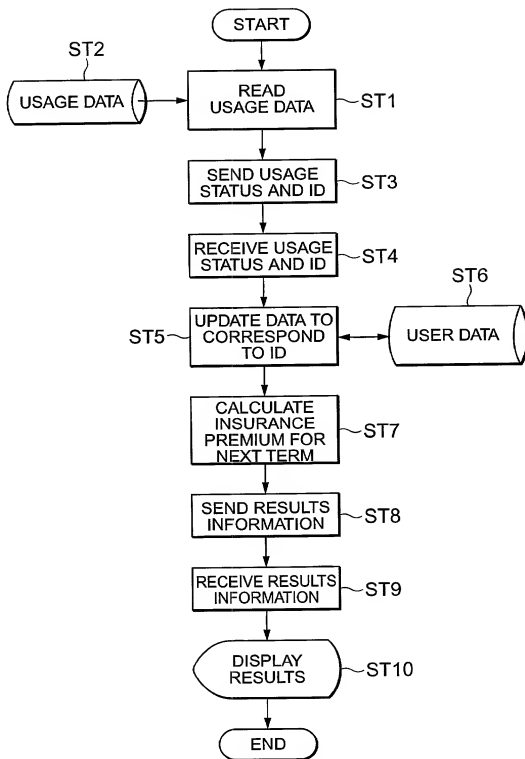 START
ST2
USAGE DATA
READ
USAGE DATA
ST1
SEND USAGE
STATUS AND ID
ST3
RECEIVE USAGE
STATUS AND ID
ST4
ST6
ST5
UPDATE DATA TO
CORRESPOND
TO ID
USER DATA
CALCULATE
INSURANCE
PREMIUM FOR
NEXT TERM
ST7
SEND RESULTS
INFORMATION
ST8
RECEIVE RESULTS
INFORMATION
ST9
DISPLAY
RESULTS
ST10
END